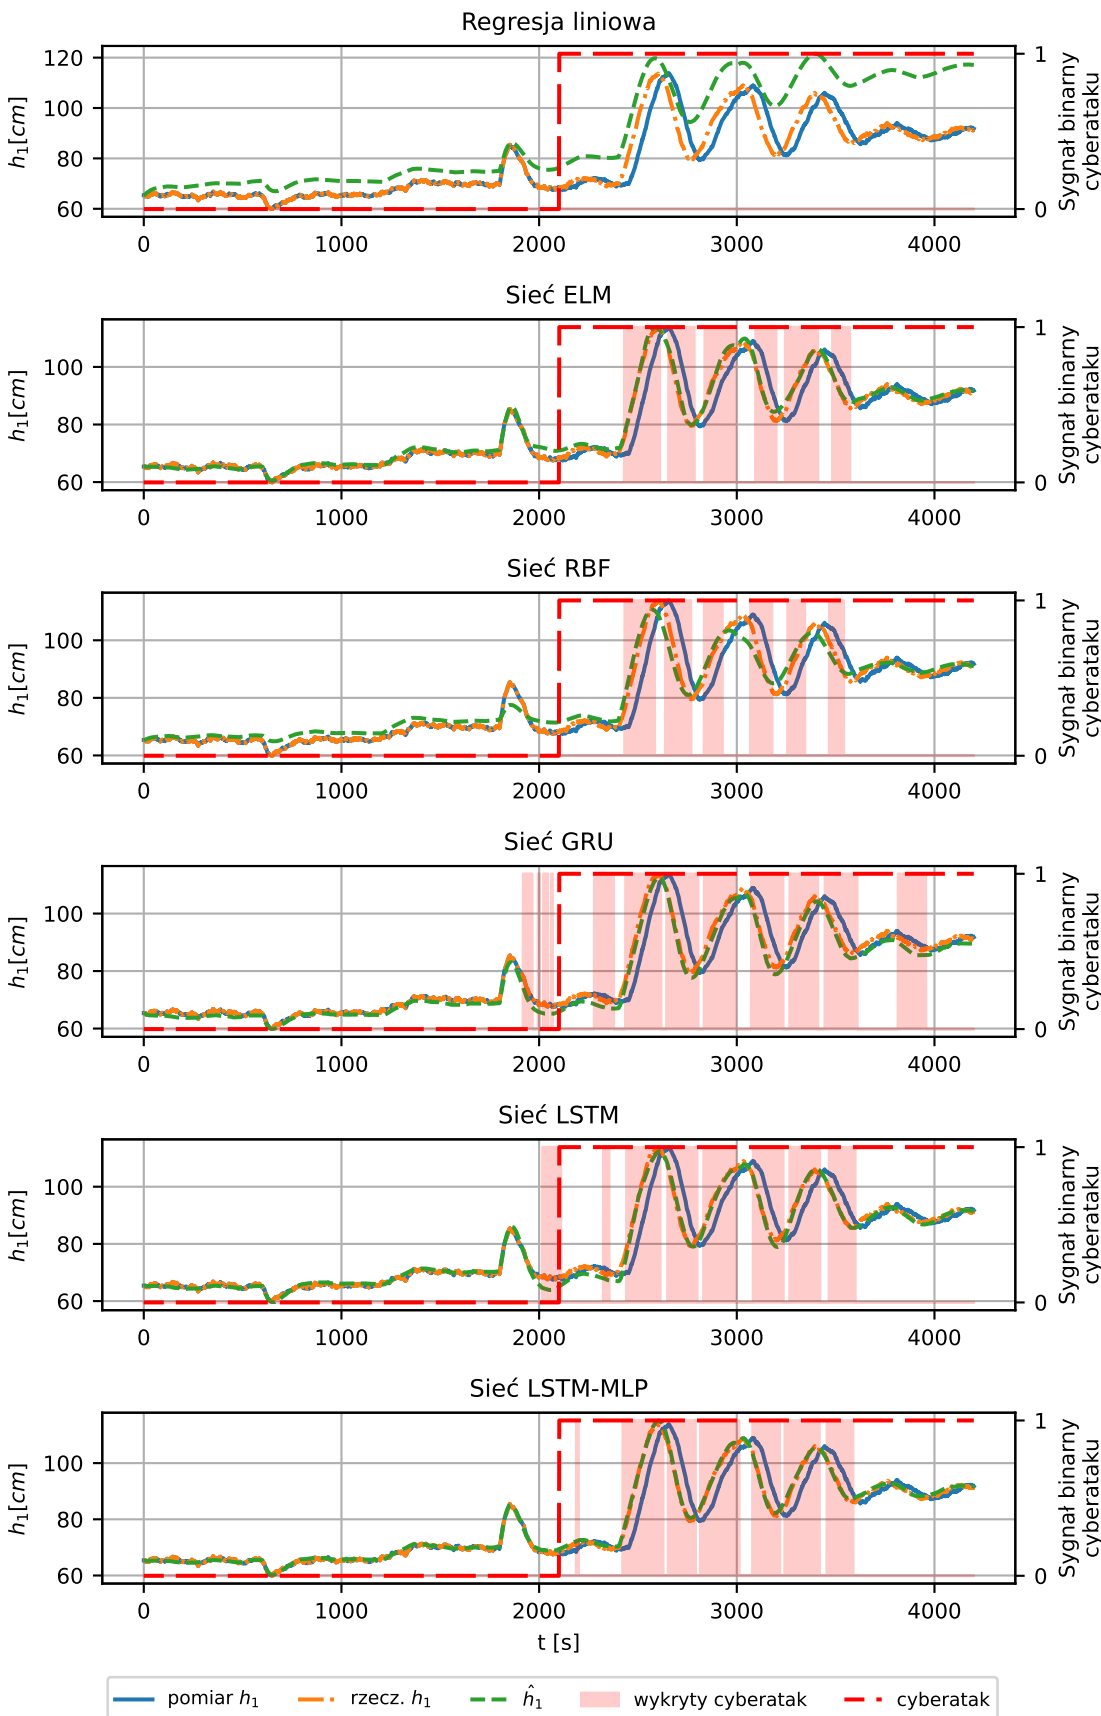 Regresja liniowa
120
100
80
60
h₁[cm]
1
0
Sygnał binarny
cyberataku
0 1000 2000 3000 4000
Sieć ELM
100
80
60
h₁[cm]
1
0
Sygnał binarny
cyberataku
0 1000 2000 3000 4000
Sieć RBF
100
80
60
h₁[cm]
1
0
Sygnał binarny
cyberataku
0 1000 2000 3000 4000
Sieć GRU
100
80
60
h₁[cm]
1
0
Sygnał binarny
cyberataku
0 1000 2000 3000 4000
Sieć LSTM
100
80
60
h₁[cm]
1
0
Sygnał binarny
cyberataku
0 1000 2000 3000 4000
Sieć LSTM-MLP
100
80
60
h₁[cm]
1
0
Sygnał binarny
cyberataku
0 1000 2000 3000 4000
t [s]
pomiar h₁ rzecz. h₁ ĥ₁ wykryty cyberatak cyberatak